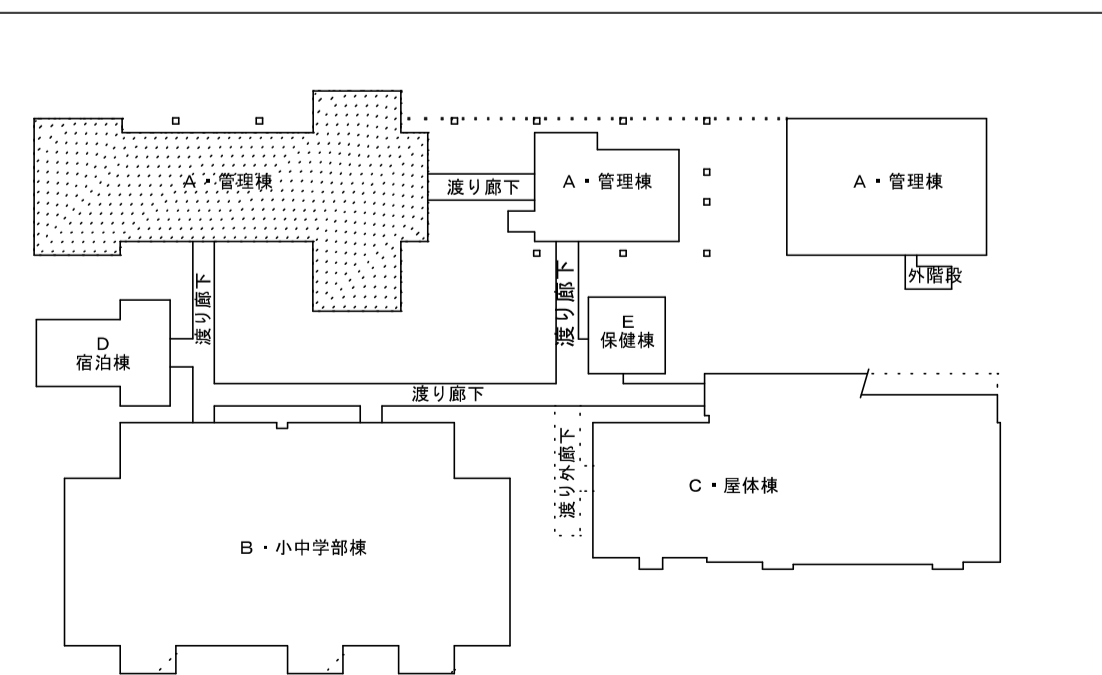 A・管理棟
渡り廊下
A・管理棟
A・管理棟
外階段
渡り廊下
渡り廊下
E
保健棟
D
宿泊棟
渡り廊下
渡り外廊下
C・屋体棟
B・小中学部棟